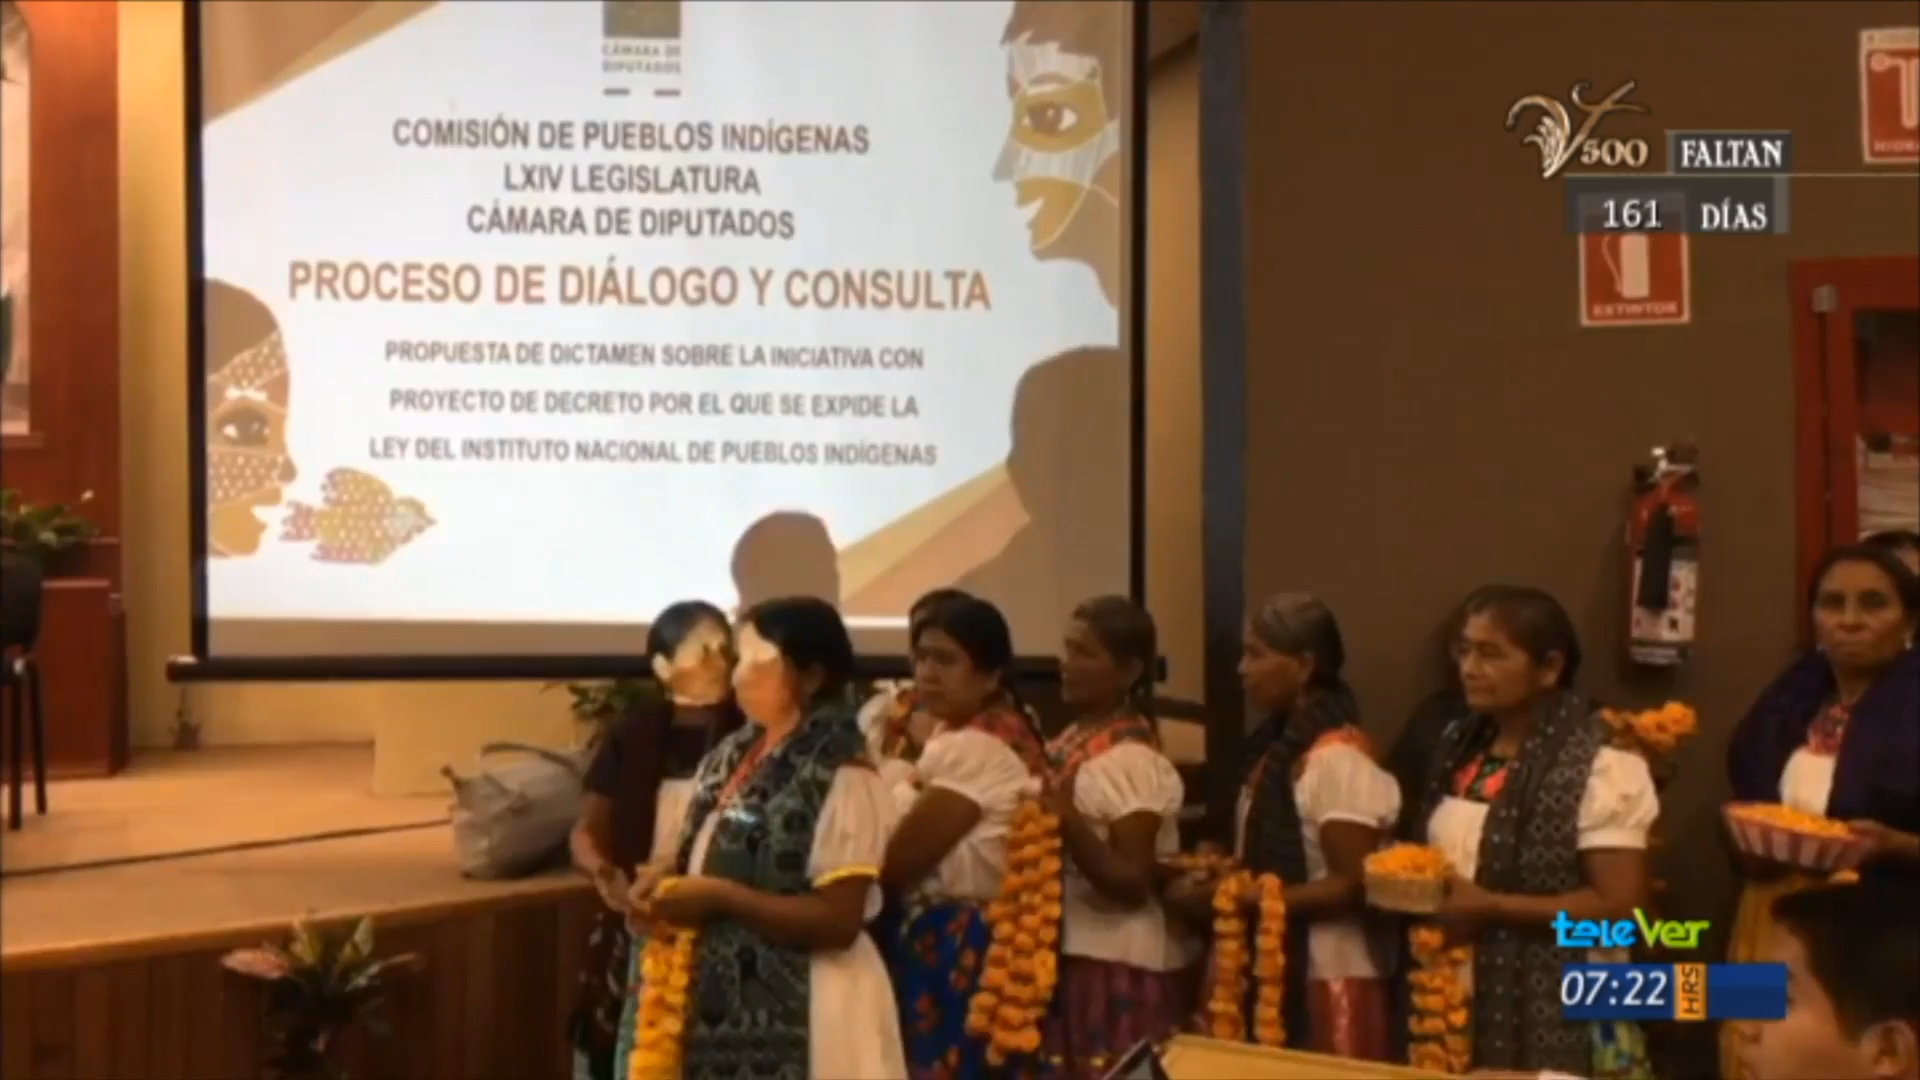 CÁMARA DE
DIPUTADOS
COMISIÓN DE PUEBLOS INDÍGENAS
LXIV LEGISLATURA
CÁMARA DE DIPUTADOS
PROCESO DE DIÁLOGO Y CONSULTA
PROPUESTA DE DICTAMEN SOBRE LA INICIATIVA CON
PROYECTO DE DECRETO POR EL QUE SE EXPIDE LA
LEY DEL INSTITUTO NACIONAL DE PUEBLOS INDÍGENAS
500 FALTAN
161 DÍAS
EXTINTOR
teleVer
07:22 HRS